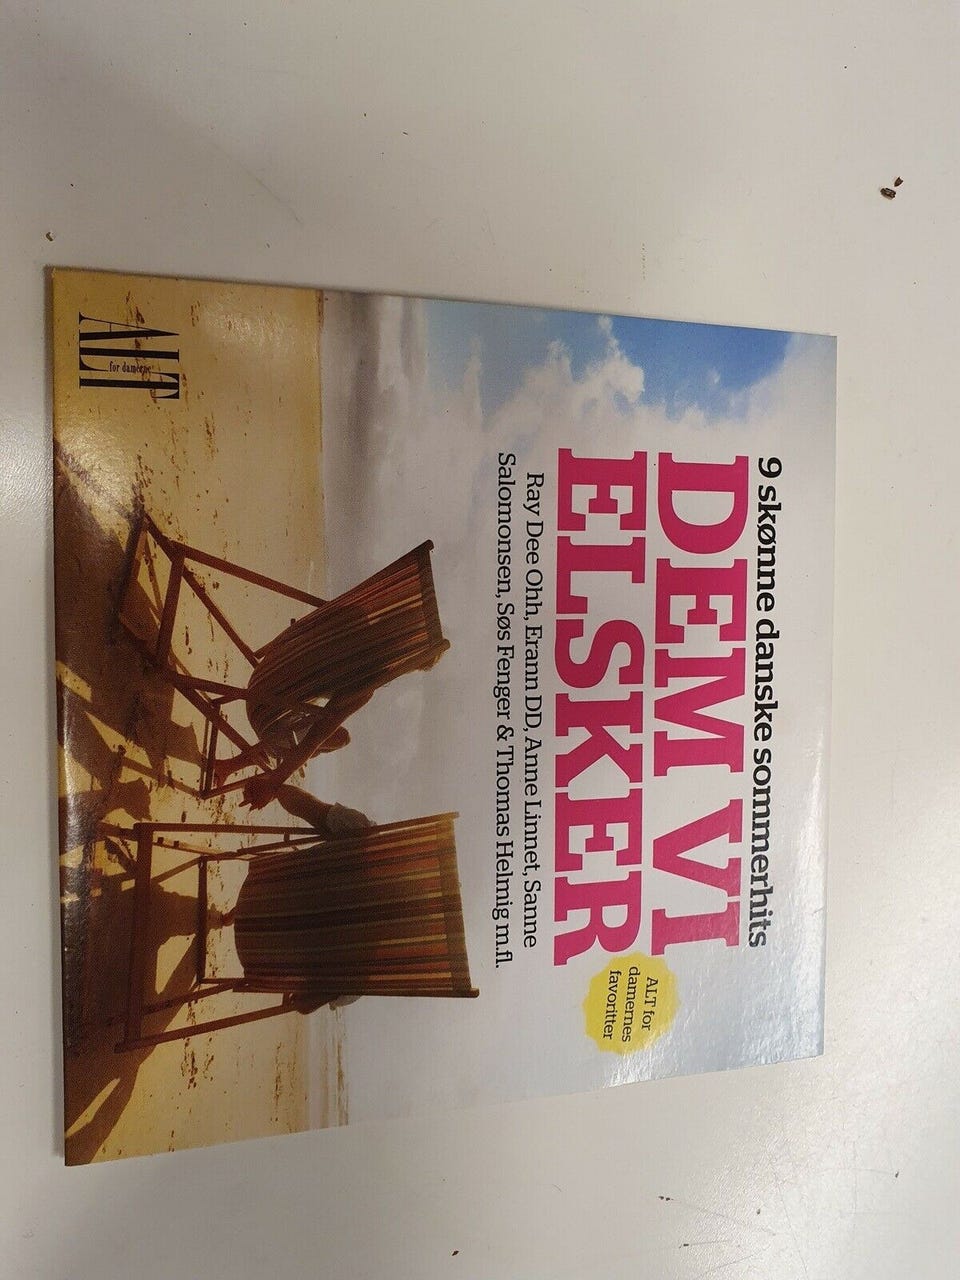 9 skønne danske sommerhits
DEM VI
ELSKER
ALT for
damernes
favoritter
Ray Dee Ohh, Erann DD, Anne Linnet, Sanne
Salomonsen, Søs Fenger & Thomas Helmig m.fl.
ALT
for damerne